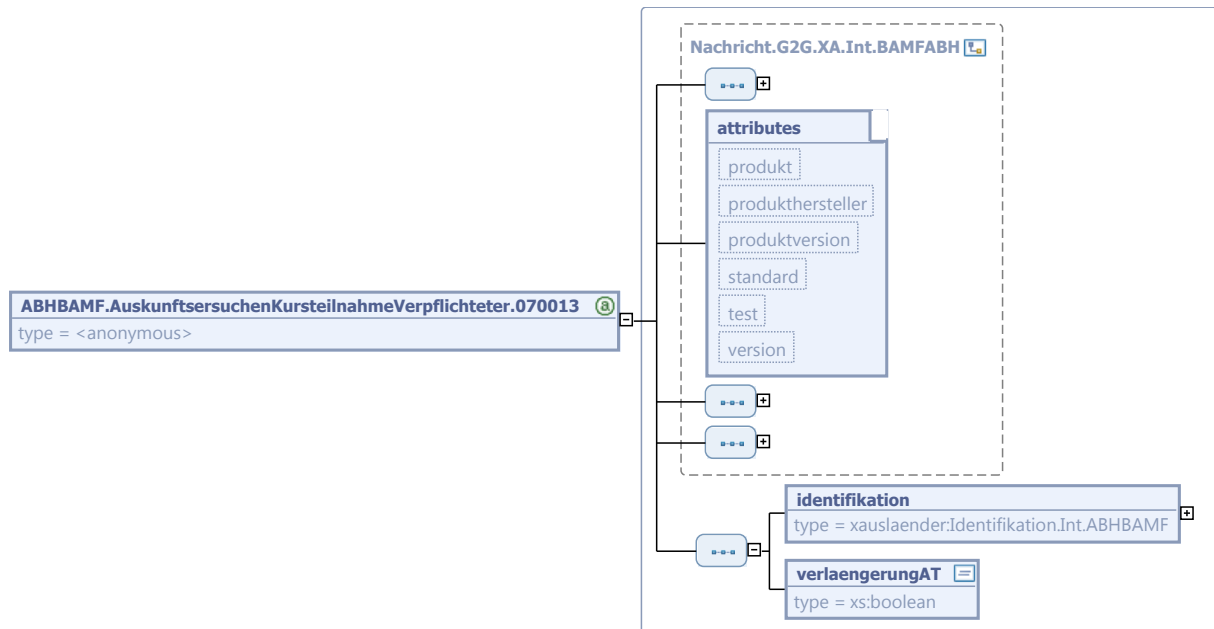 Nachricht.G2G.XA.Int.BAMFABH
attributes
produkt
produkthersteller
produktversion
standard
test
version
ABHBAMF.AuskunftsersuchenKursteilnahmeVerpflichteter.070013
type = <anonymous>
identifikation
type = xauslaender:Identifikation.Int.ABHBAMF
verlaengerungAT
type = xs:boolean